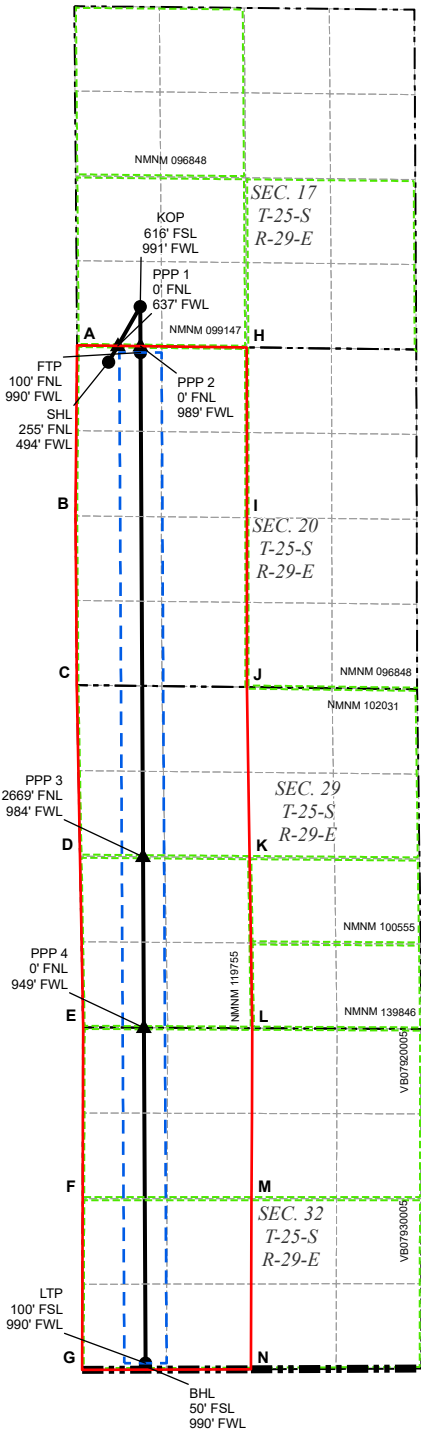 NMNM 096848
SEC. 17
T-25-S
R-29-E
KOP
616' FSL
991' FWL
PPP 1
0' FNL
637' FWL
A
NMNM 099147
H
FTP
100' FNL
990' FWL
PPP 2
0' FNL
989' FWL
SHL
255' FNL
494' FWL
B
I
SEC. 20
T-25-S
R-29-E
C
J
NMNM 096848
NMNM 102031
PPP 3
2669' FNL
984' FWL
SEC. 29
T-25-S
R-29-E
D
K
NMNM 100555
NMNM 119755
PPP 4
0' FNL
949' FWL
E
L
NMNM 139846
VB07920005
F
M
SEC. 32
T-25-S
R-29-E
VB07930005
LTP
100' FSL
990' FWL
G
N
BHL
50' FSL
990' FWL